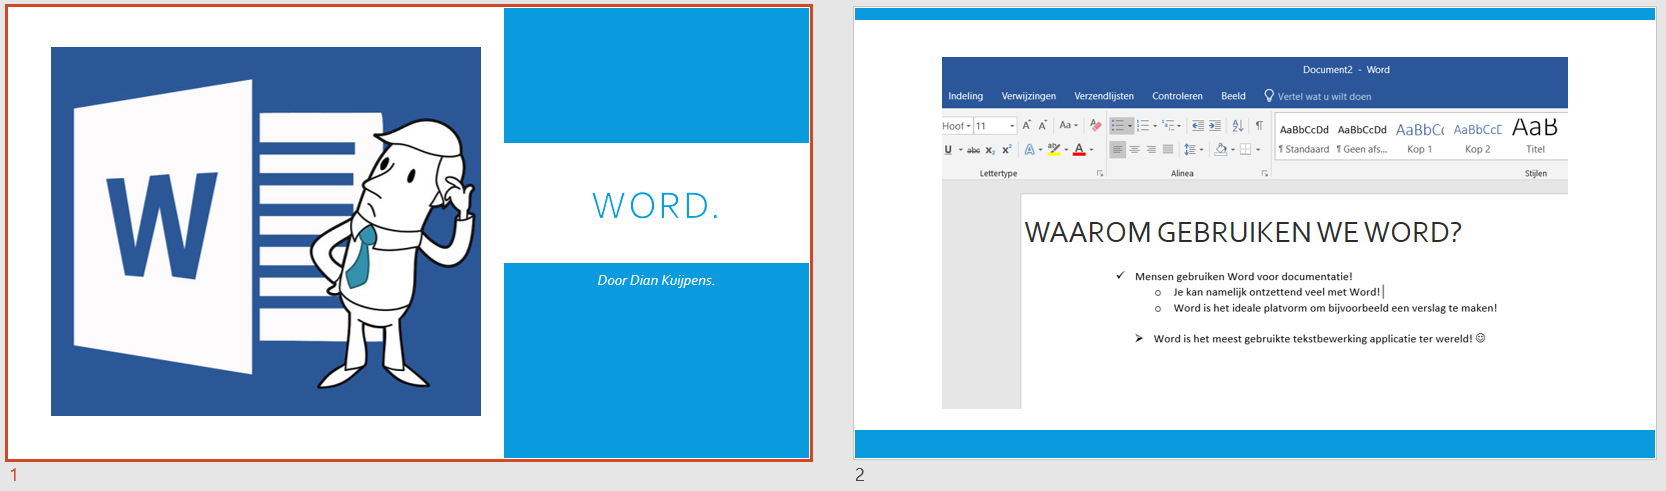 W
WORD.
Door Dian Kuijpens.
1
Document2 - Word
Indeling Verwijzingen Verzendlijsten Controleren Beeld Vertel wat u wilt doen
Hoof 11 A A Aa
AaBbCcDd AaBbCcDd AaBbCc AaBbCcD AaB
U abc x₂ x² A aby A
¶ Standaard ¶ Geen afs... Kop 1 Kop 2 Titel
Lettertype Alinea Stijlen
WAAROM GEBRUIKEN WE WORD?
✓ Mensen gebruiken Word voor documentatie!
o Je kan namelijk ontzettend veel met Word!
o Word is het ideale platvorm om bijvoorbeeld een verslag te maken!
➢ Word is het meest gebruikte tekstbewerking applicatie ter wereld! ☺
2